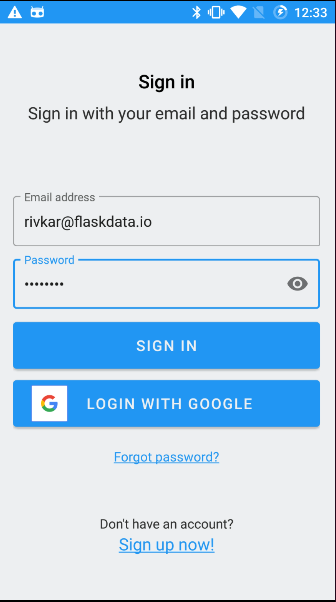 12:33
Sign in
Sign in with your email and password
Email address
rivkar@flaskdata.io
Password
••••••••
SIGN IN
G LOGIN WITH GOOGLE
Forgot password?
Don't have an account?
Sign up now!